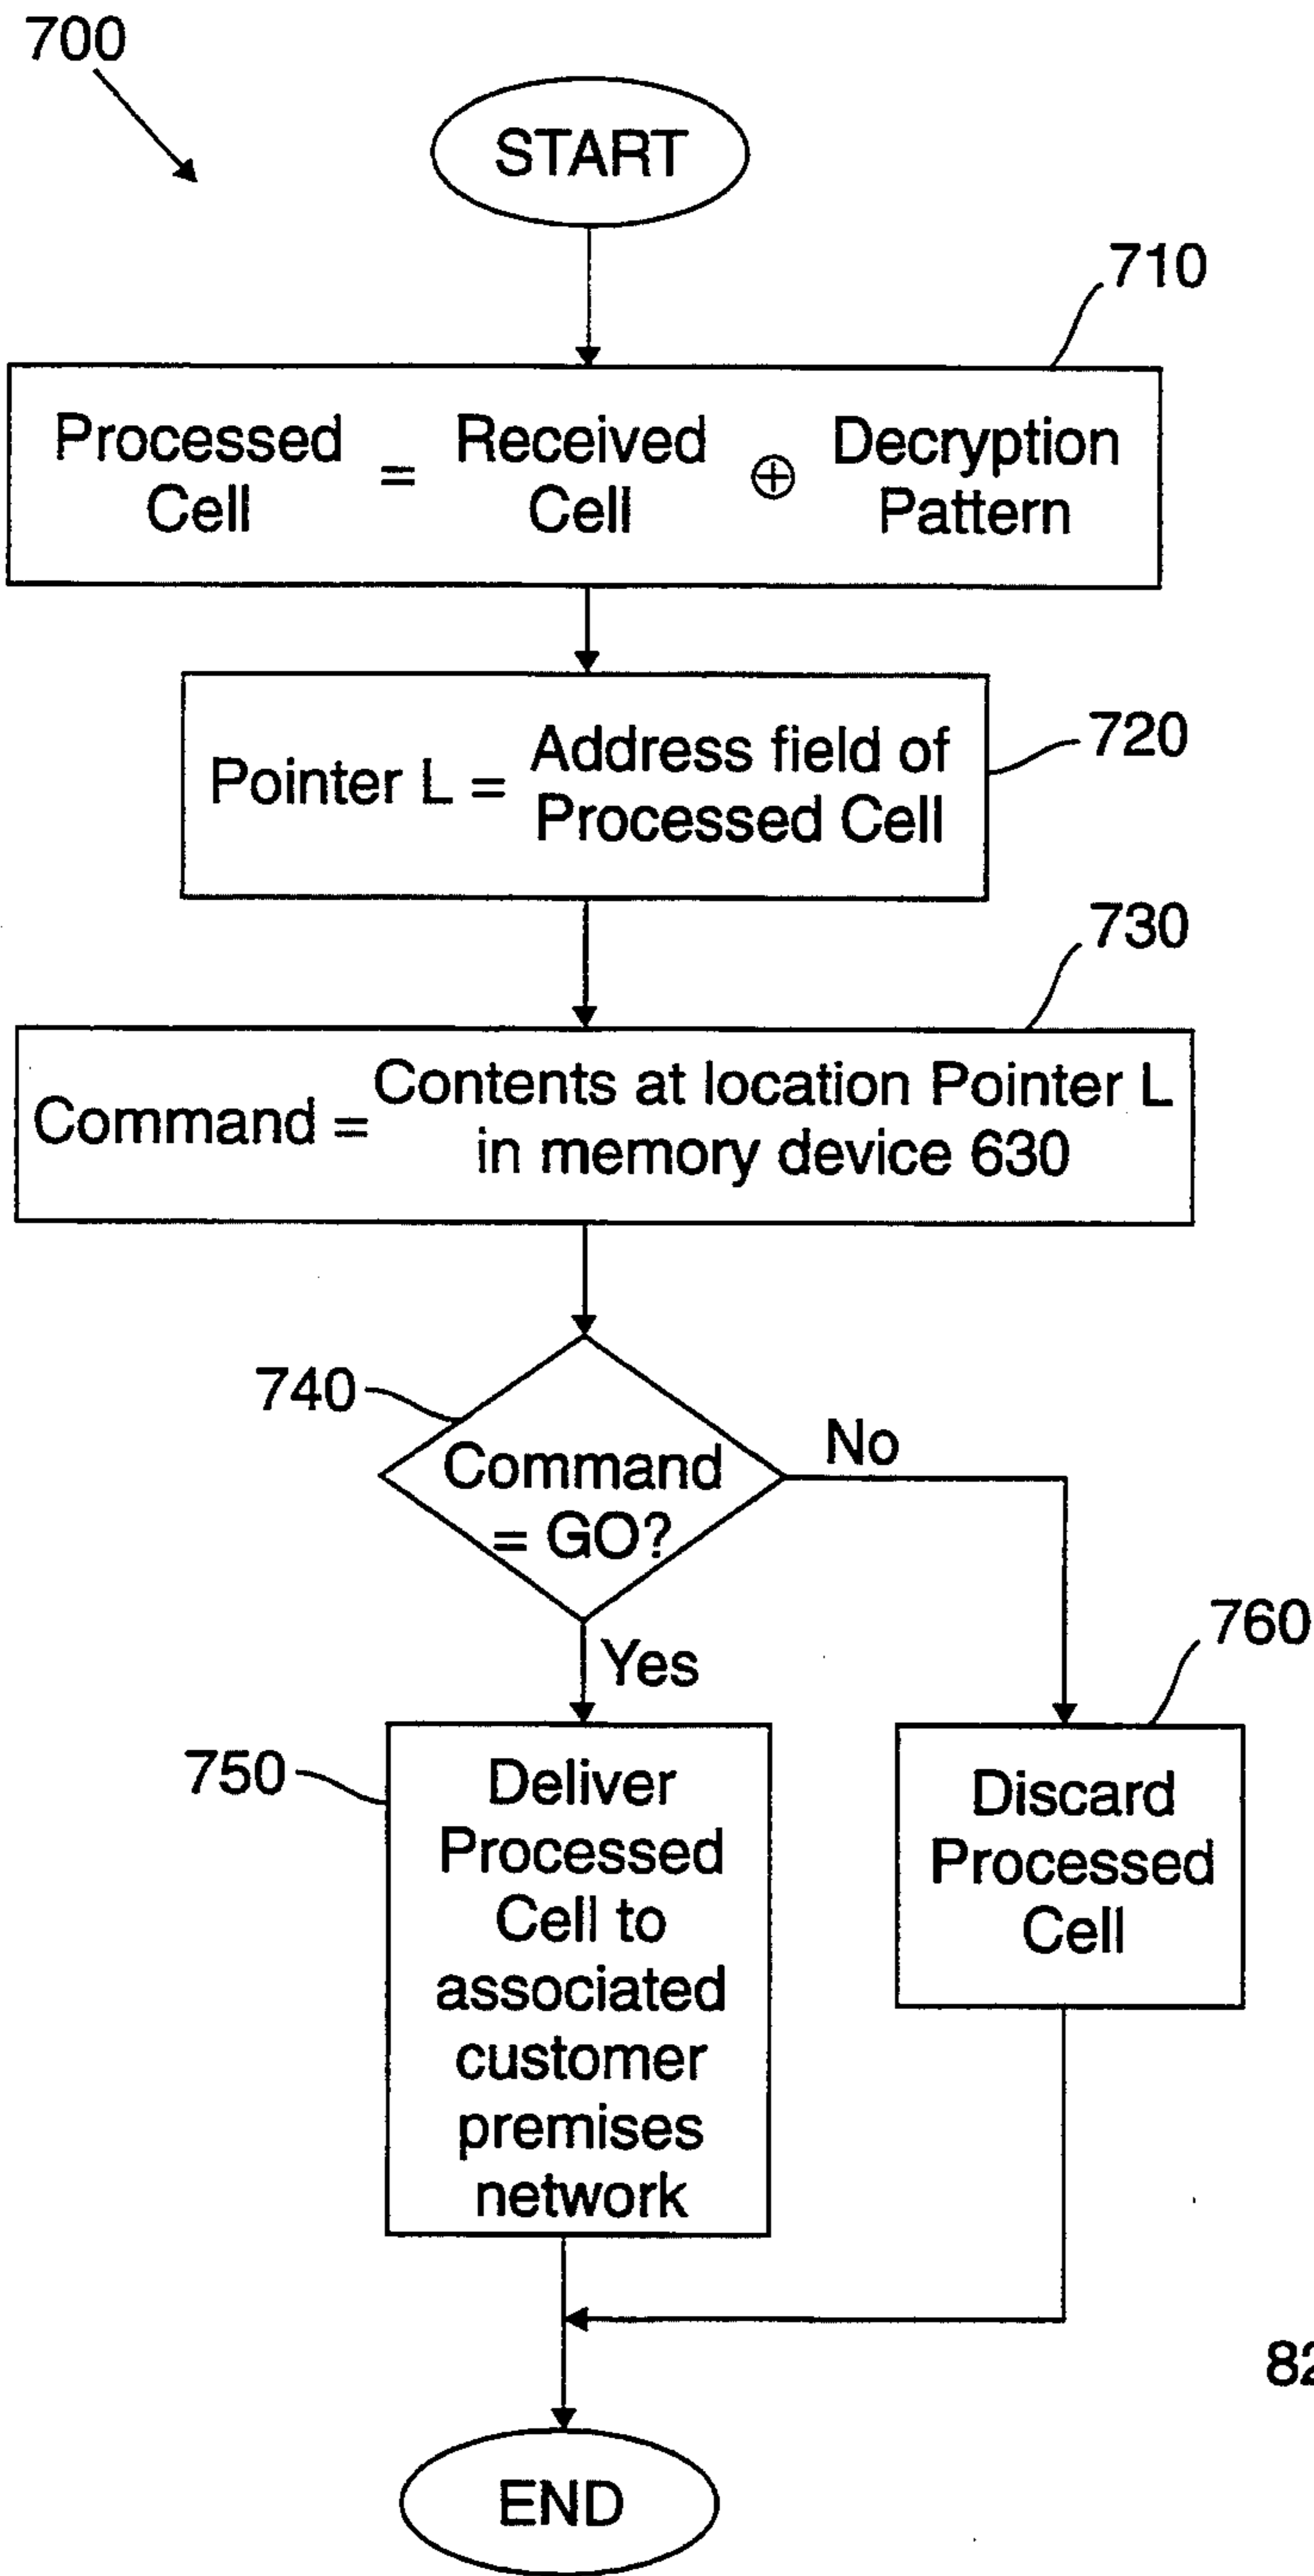 700
START
710
Processed Cell = Received Cell ⊕ Decryption Pattern
720
Pointer L = Address field of Processed Cell
730
Command = Contents at location Pointer L in memory device 630
740
Command
= GO?
No
Yes
760
750
Deliver
Processed
Cell to
associated
customer
premises
network
Discard
Processed
Cell
82
END